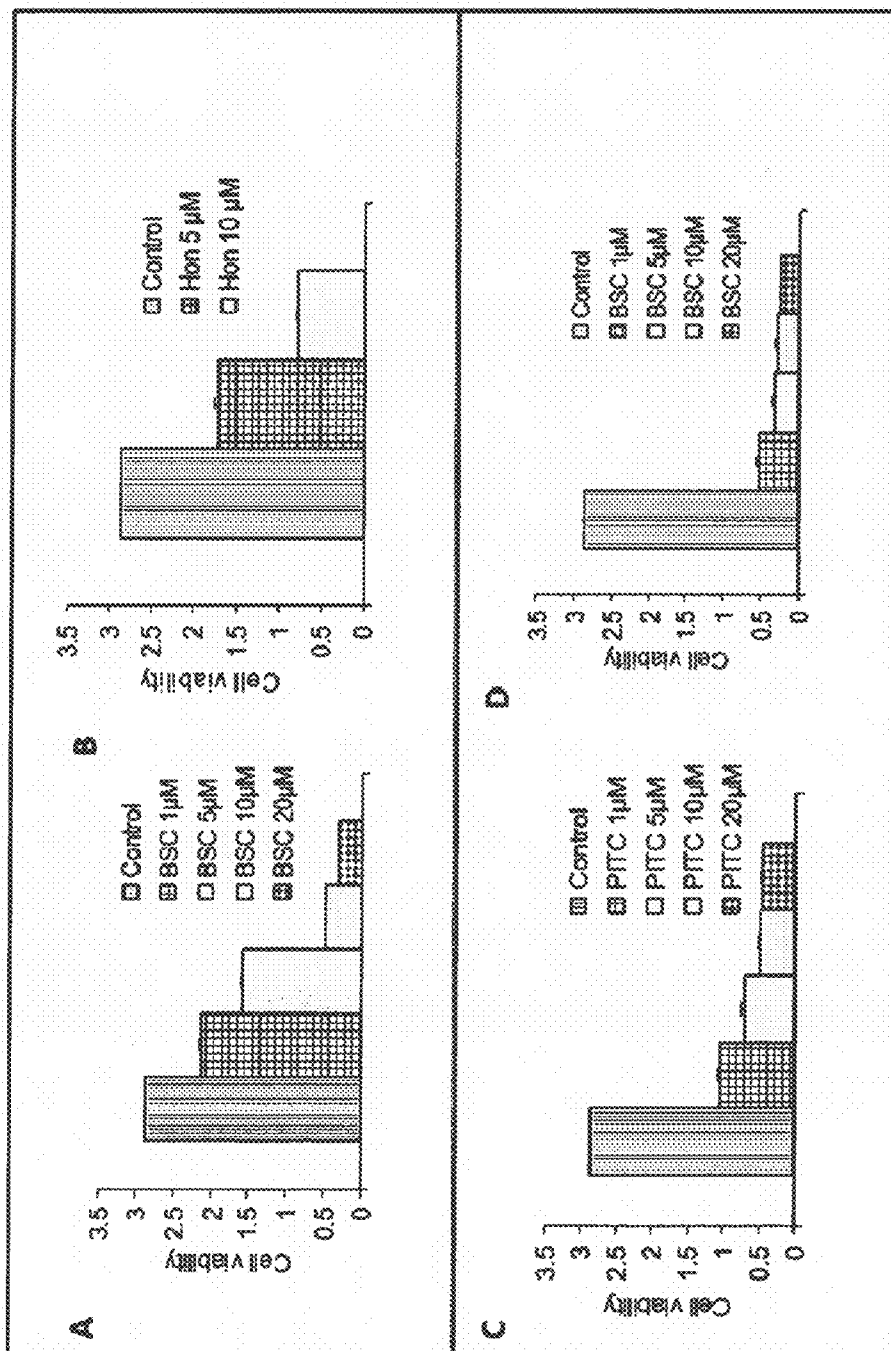 A
Cell viability
3.5
3
2.5
2
1.5
1
0.5
0
Control
BSC 1µM
BSC 5µM
BSC 10µM
BSC 20µM
B
Cell viability
3.5
3
2.5
2
1.5
1
0.5
0
Control
Hon 5 µM
Hon 10 µM
C
Cell viability
3.5
3
2.5
2
1.5
1
0.5
0
Control
PITC 1µM
PITC 5µM
PITC 10µM
PITC 20µM
D
Cell viability
3.5
3
2.5
2
1.5
1
0.5
0
Control
BSC 1µM
BSC 5µM
BSC 10µM
BSC 20µM